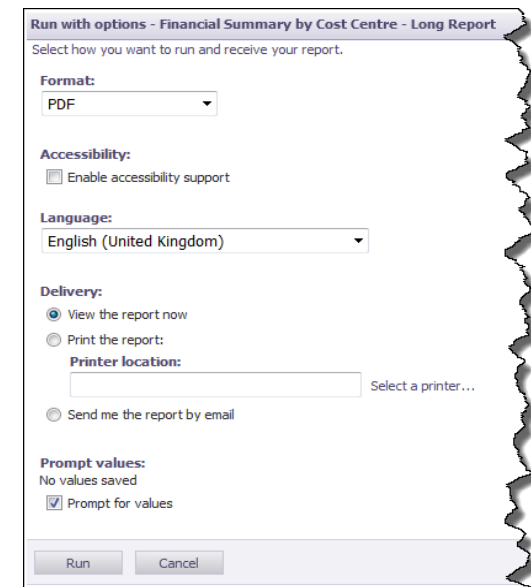 Run with options - Financial Summary by Cost Centre - Long Report
Select how you want to run and receive your report.
Format:
PDF
Accessibility:
Enable accessibility support
Language:
English (United Kingdom)
Delivery:
View the report now
Print the report:
Printer location:
Select a printer...
Send me the report by email
Prompt values:
No values saved
Prompt for values
Run Cancel